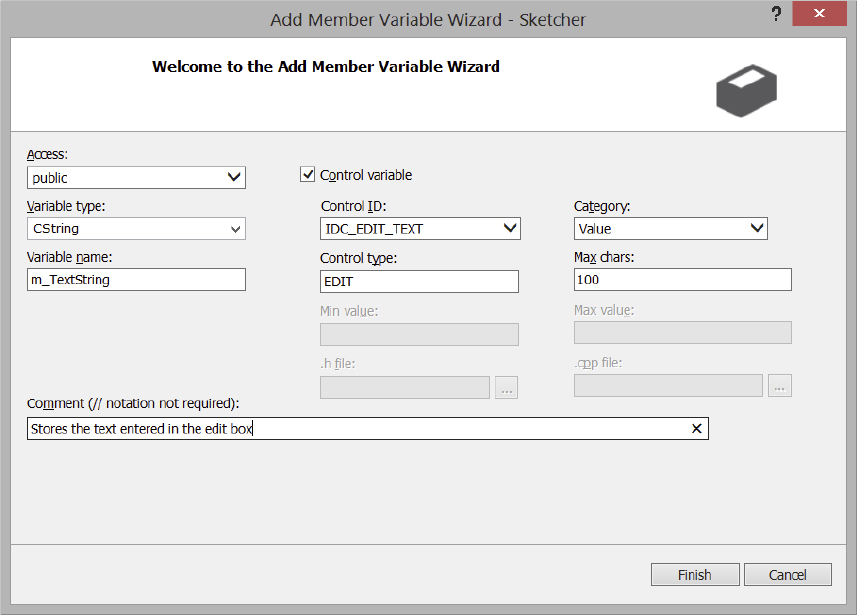 Add Member Variable Wizard - Sketcher
?
Welcome to the Add Member Variable Wizard
Access:
public
Control variable
Variable type:
CString
Control ID:
IDC_EDIT_TEXT
Category:
Value
Variable name:
m_TextString
Control type:
EDIT
Max chars:
100
Min value:
Max value:
.h file:
...
.cpp file:
...
Comment (// notation not required):
Stores the text entered in the edit box
Finish
Cancel